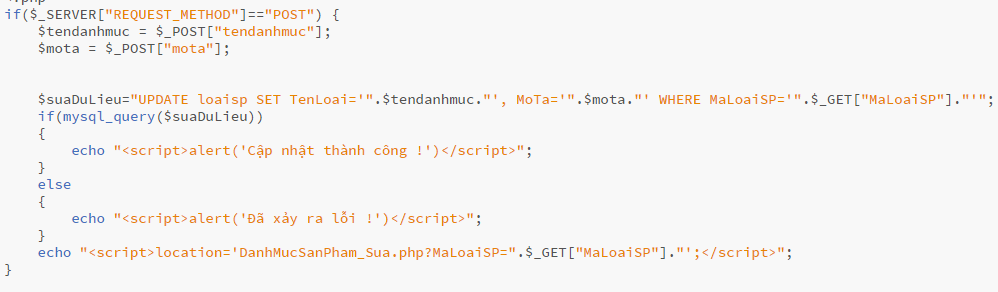 if($_SERVER["REQUEST_METHOD"]=="POST") {
    $tendanhmuc = $_POST["tendanhmuc"];
    $mota = $_POST["mota"];
    $suaDuLieu="UPDATE loaisp SET TenLoai='".$tendanhmuc."', MoTa='".$mota."' WHERE MaLoaiSP='".$_GET["MaLoaiSP"]."'";
    if(mysql_query($suaDuLieu))
    {
        echo "<script>alert('Cập nhật thành công !')</script>";
    }
    else
    {
        echo "<script>alert('Đã xảy ra lỗi !')</script>";
    }
    echo "<script>location='DanhMucSanPham_Sua.php?MaLoaiSP=".$_GET["MaLoaiSP"]."';</script>";
}